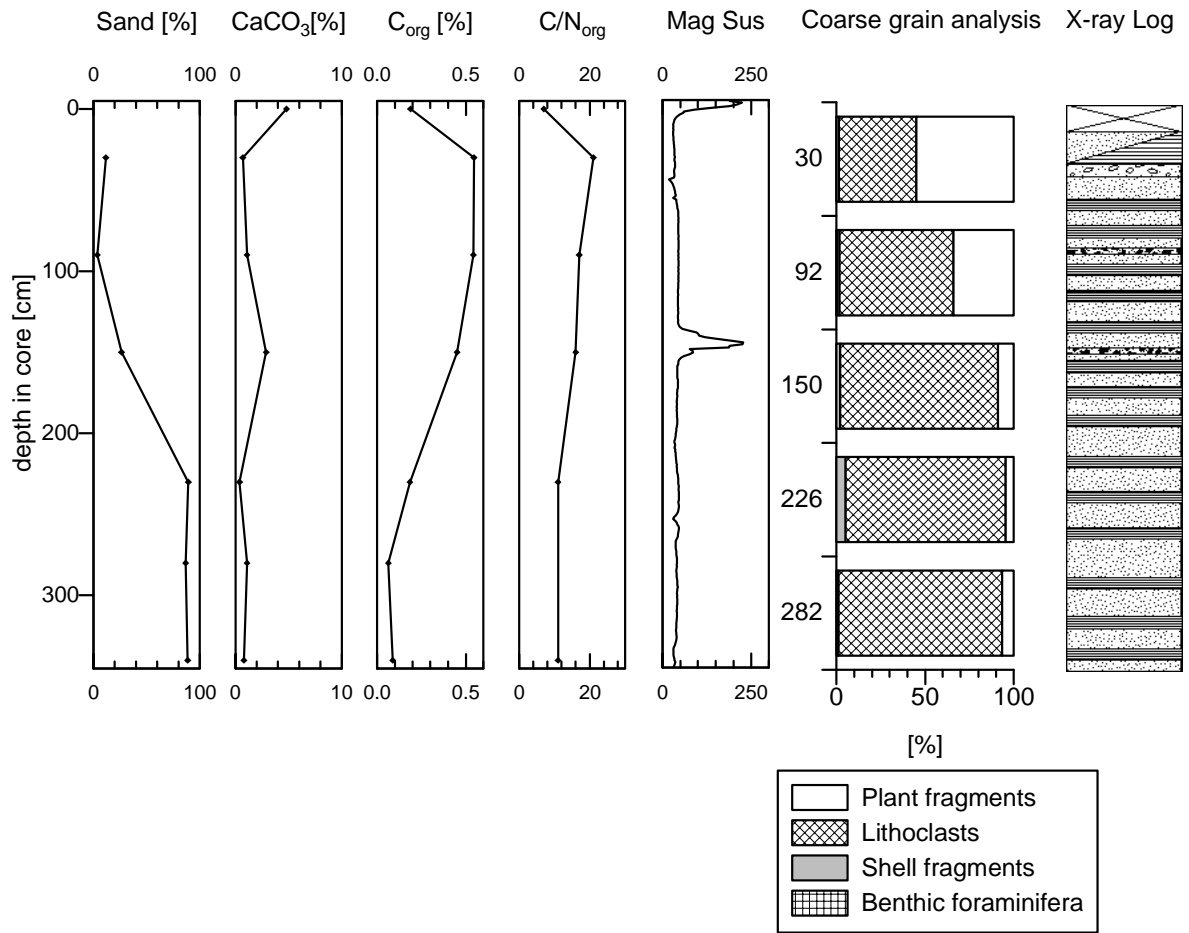 Sand [%] CaCO3[%] Corg [%] C/Norg Mag Sus Coarse grain analysis X-ray Log
0 100 0 10 0.0 0.5 0 20 0 250
depth in core [cm]
0
100
200
300
30
92
150
226
282
0 100 0 10 0.0 0.5 0 20 0 250 0 50 100
[%]
Plant fragments
Lithoclasts
Shell fragments
Benthic foraminifera